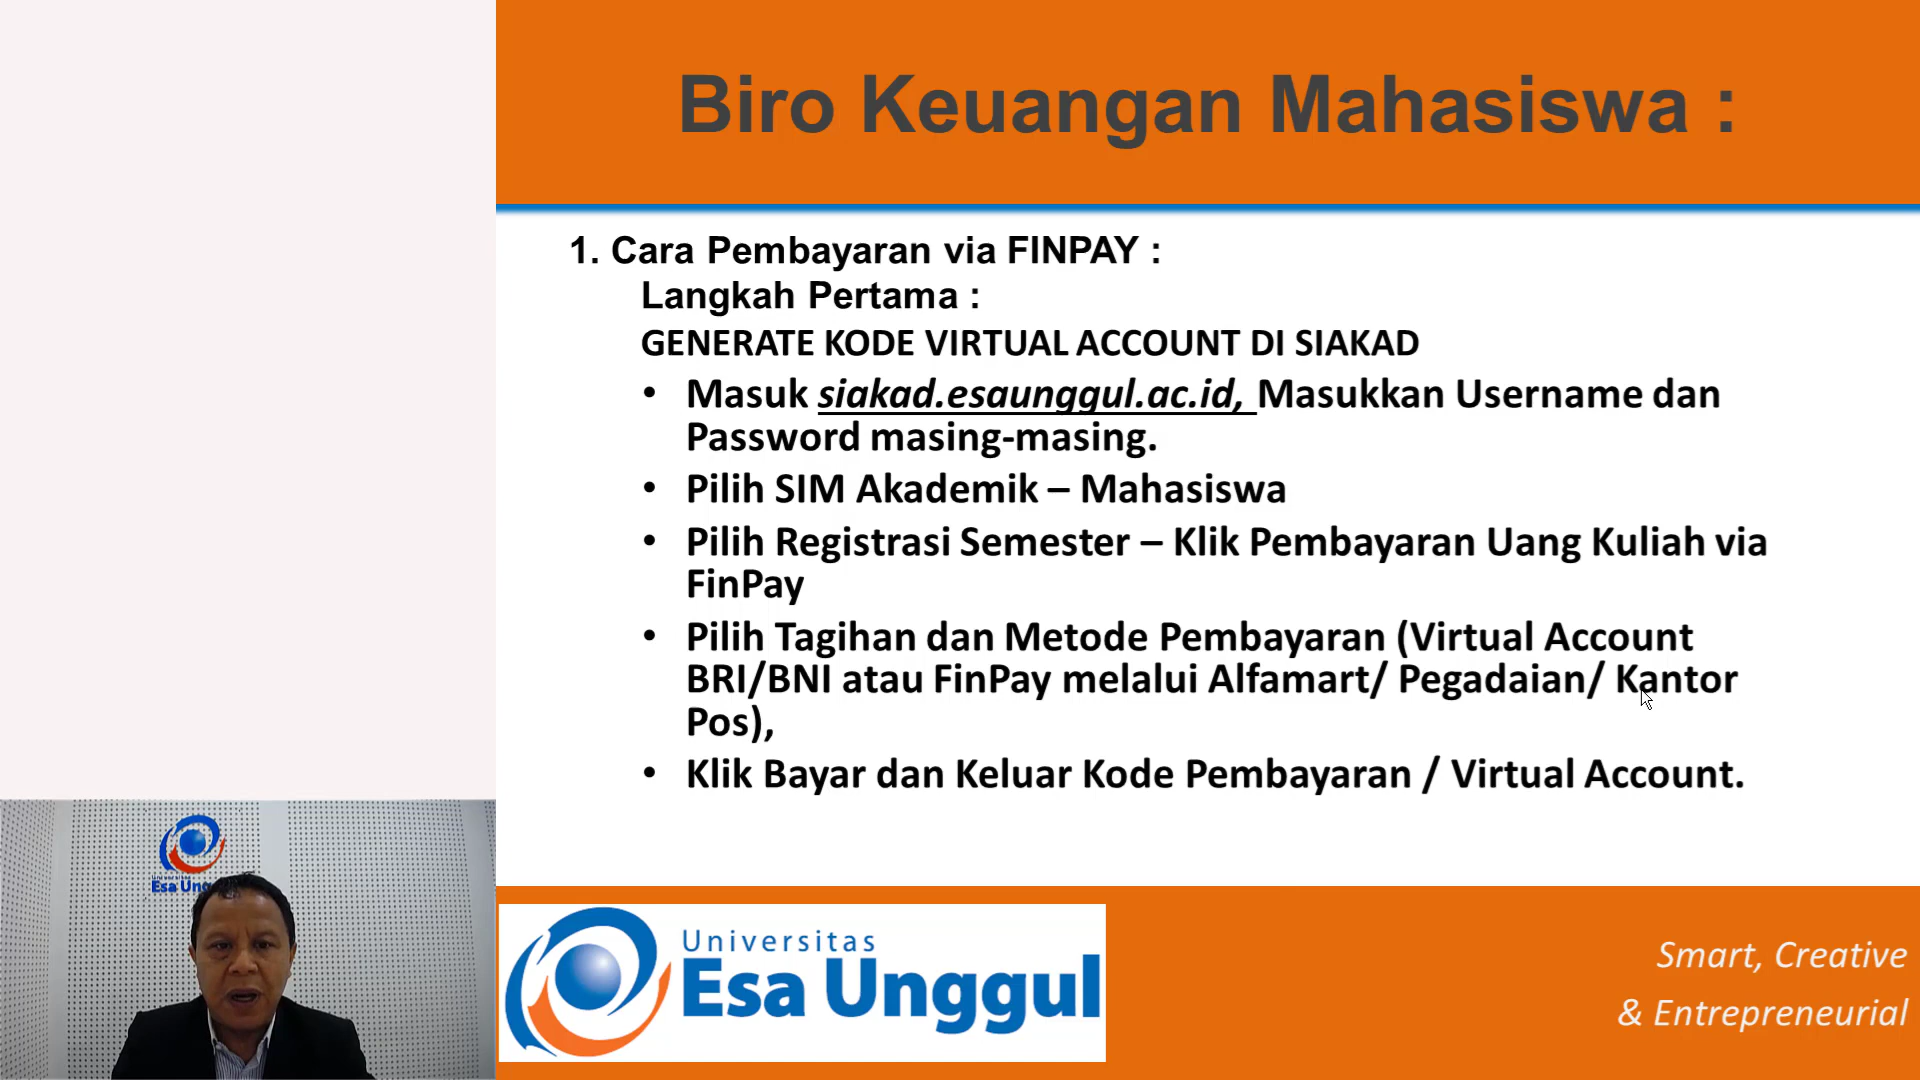 Biro Keuangan Mahasiswa :
1. Cara Pembayaran via FINPAY :
Langkah Pertama :
GENERATE KODE VIRTUAL ACCOUNT DI SIAKAD
• Masuk siakad.esaunggul.ac.id, Masukkan Username dan
Password masing-masing.
• Pilih SIM Akademik – Mahasiswa
• Pilih Registrasi Semester – Klik Pembayaran Uang Kuliah via
FinPay
• Pilih Tagihan dan Metode Pembayaran (Virtual Account
BRI/BNI atau FinPay melalui Alfamart/ Pegadaian/ Kantor
Pos),
• Klik Bayar dan Keluar Kode Pembayaran / Virtual Account.
Esa Ung
Universitas
Esa Unggul
Smart, Creative
& Entrepreneurial